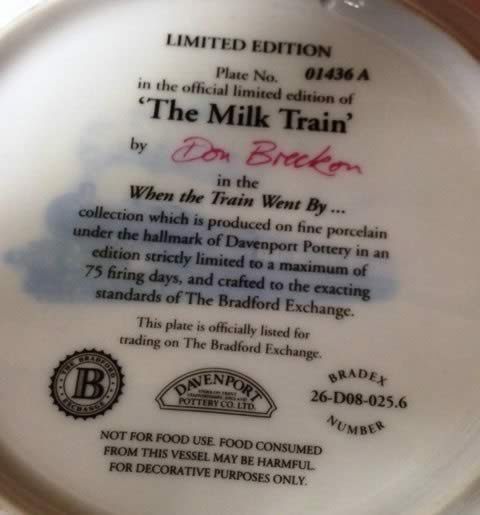 LIMITED EDITION
Plate No. 01436 A
in the official limited edition of
'The Milk Train'
by Don Breckon
in the
When the Train Went By ...
collection which is produced on fine porcelain
under the hallmark of Davenport Pottery in an
edition strictly limited to a maximum of
75 firing days, and crafted to the exacting
standards of The Bradford Exchange.
This plate is officially listed for
trading on The Bradford Exchange.
THE BRADFORD
B
EXCHANGE
DAVENPORT
POTTERY CO. LTD.
BRADEX
26-D08-025.6
NUMBER
NOT FOR FOOD USE. FOOD CONSUMED
FROM THIS VESSEL MAY BE HARMFUL.
FOR DECORATIVE PURPOSES ONLY.